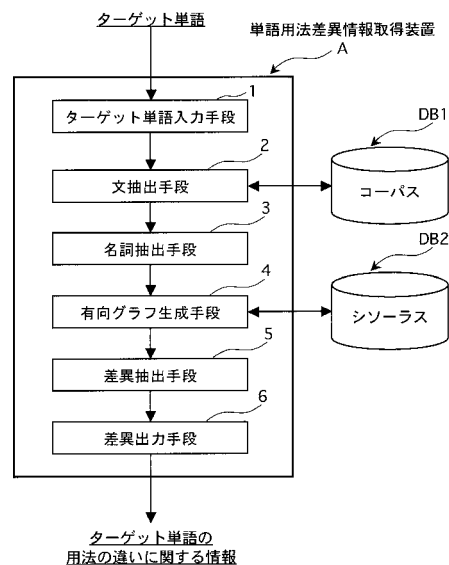 ターゲット単語
単語用法差異情報取得装置
A
1
ターゲット単語入力手段
2
文抽出手段
DB1
コーパス
3
名詞抽出手段
4
有向グラフ生成手段
DB2
シソーラス
5
差異抽出手段
6
差異出力手段
ターゲット単語の
用法の違いに関する情報